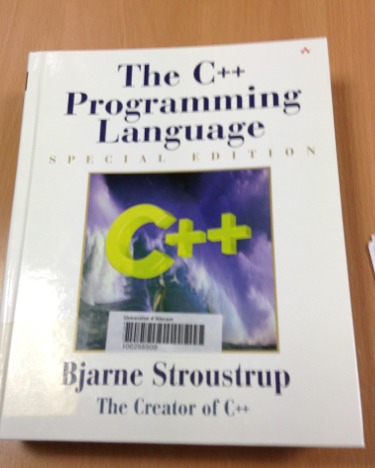 The C++
Programming
Language
SPECIAL EDITION
C++
Bjarne Stroustrup
The Creator of C++